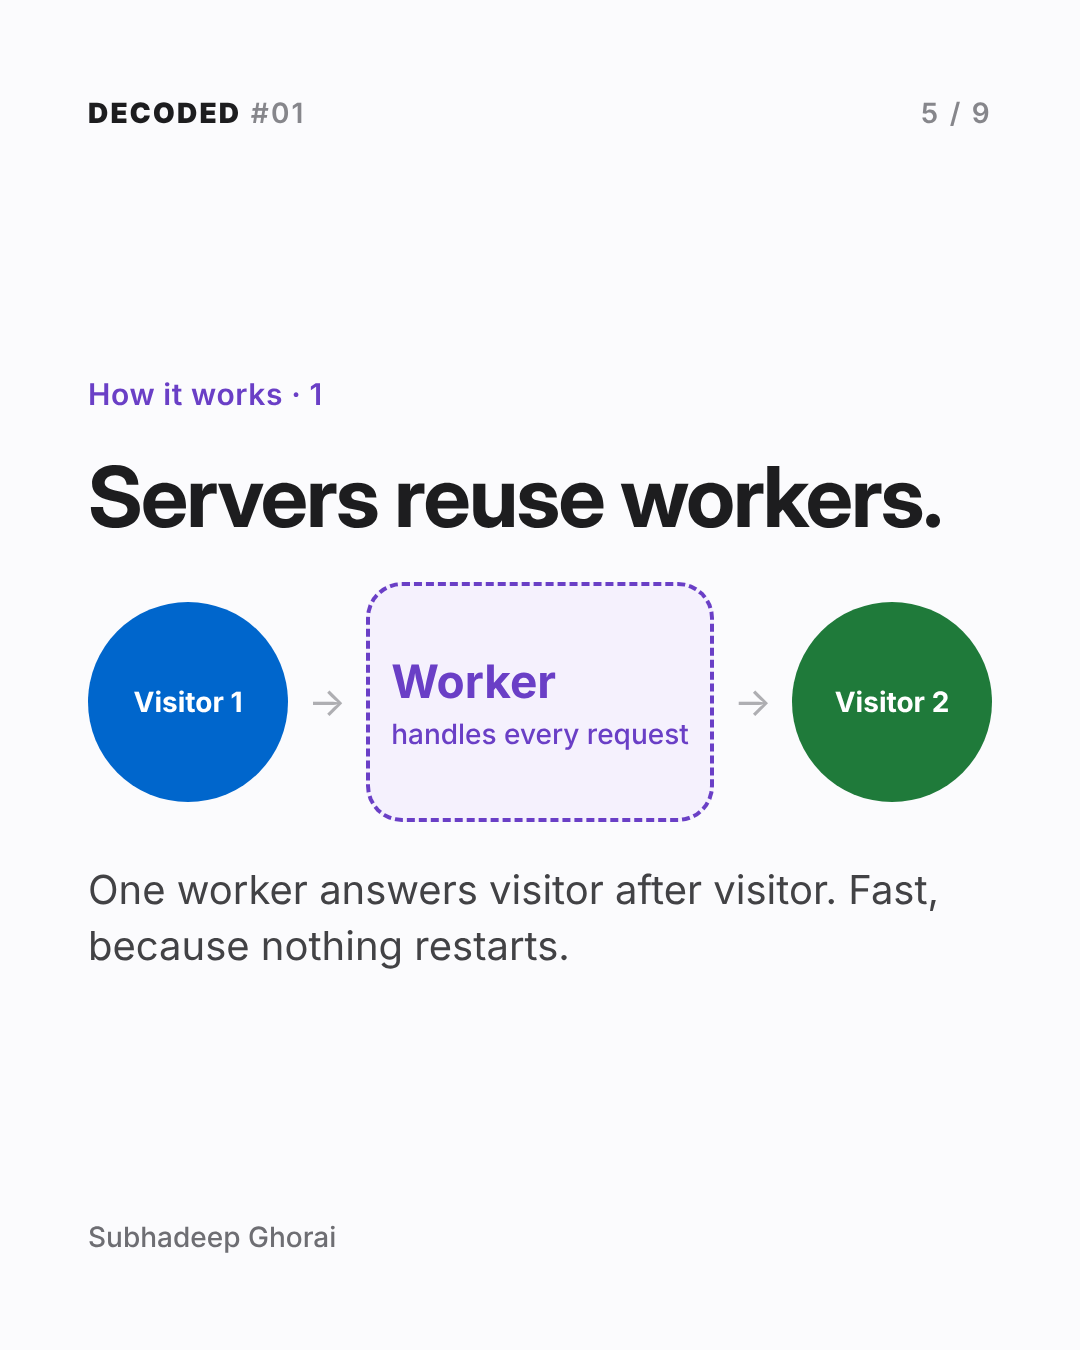 DECODED #01
5 / 9
How it works · 1
Servers reuse workers.
Visitor 1
→
Worker
handles every request
→
Visitor 2
One worker answers visitor after visitor. Fast,
because nothing restarts.
Subhadeep Ghorai